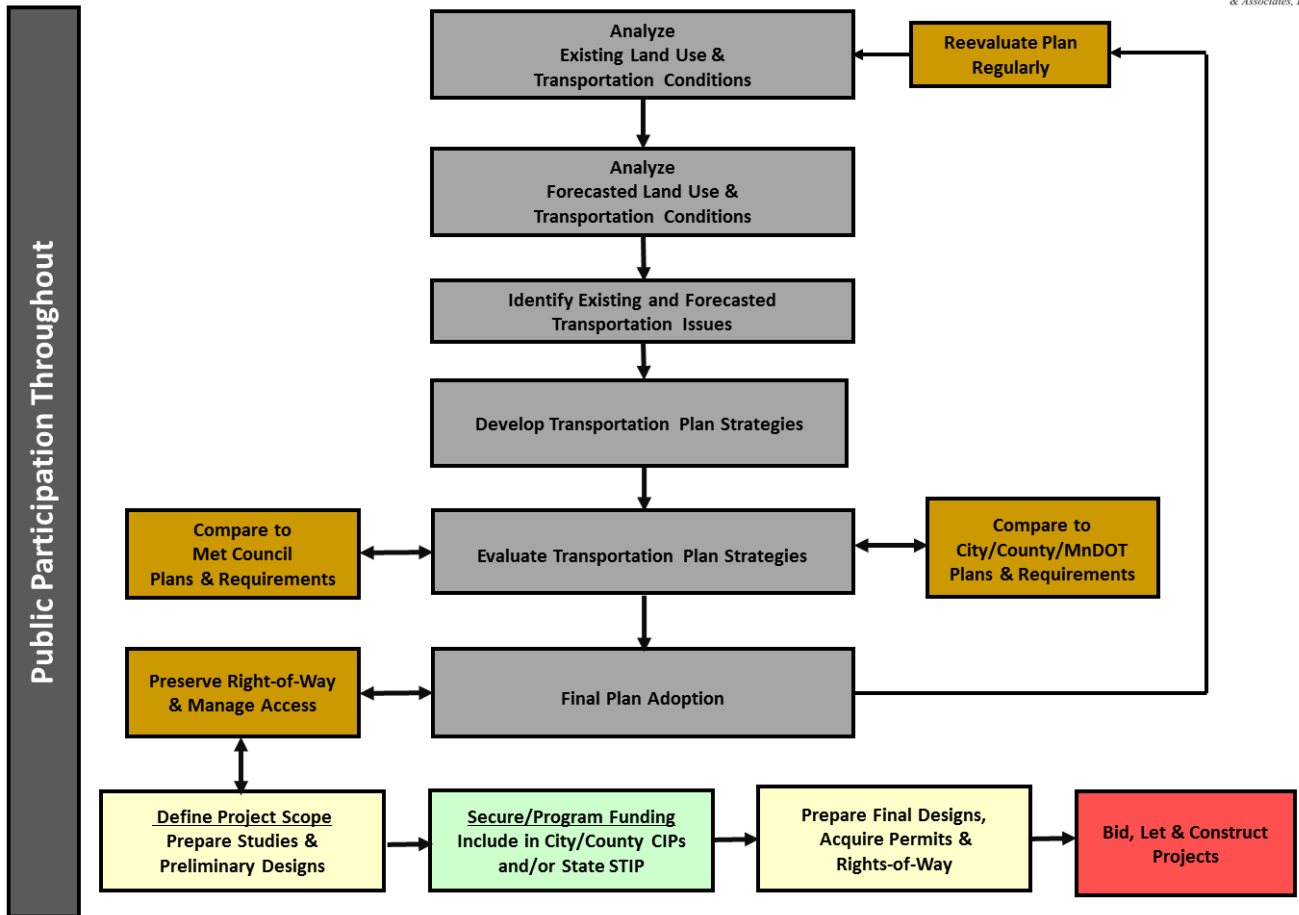 & Associates, I
Public Participation Throughout
Analyze
Existing Land Use &
Transportation Conditions
Reevaluate Plan
Regularly
Analyze
Forecasted Land Use &
Transportation Conditions
Identify Existing and Forecasted
Transportation Issues
Develop Transportation Plan Strategies
Compare to
Met Council
Plans & Requirements
Evaluate Transportation Plan Strategies
Compare to
City/County/MnDOT
Plans & Requirements
Preserve Right-of-Way
& Manage Access
Final Plan Adoption
Define Project Scope
Prepare Studies &
Preliminary Designs
Secure/Program Funding
Include in City/County CIPs
and/or State STIP
Prepare Final Designs,
Acquire Permits &
Rights-of-Way
Bid, Let & Construct
Projects